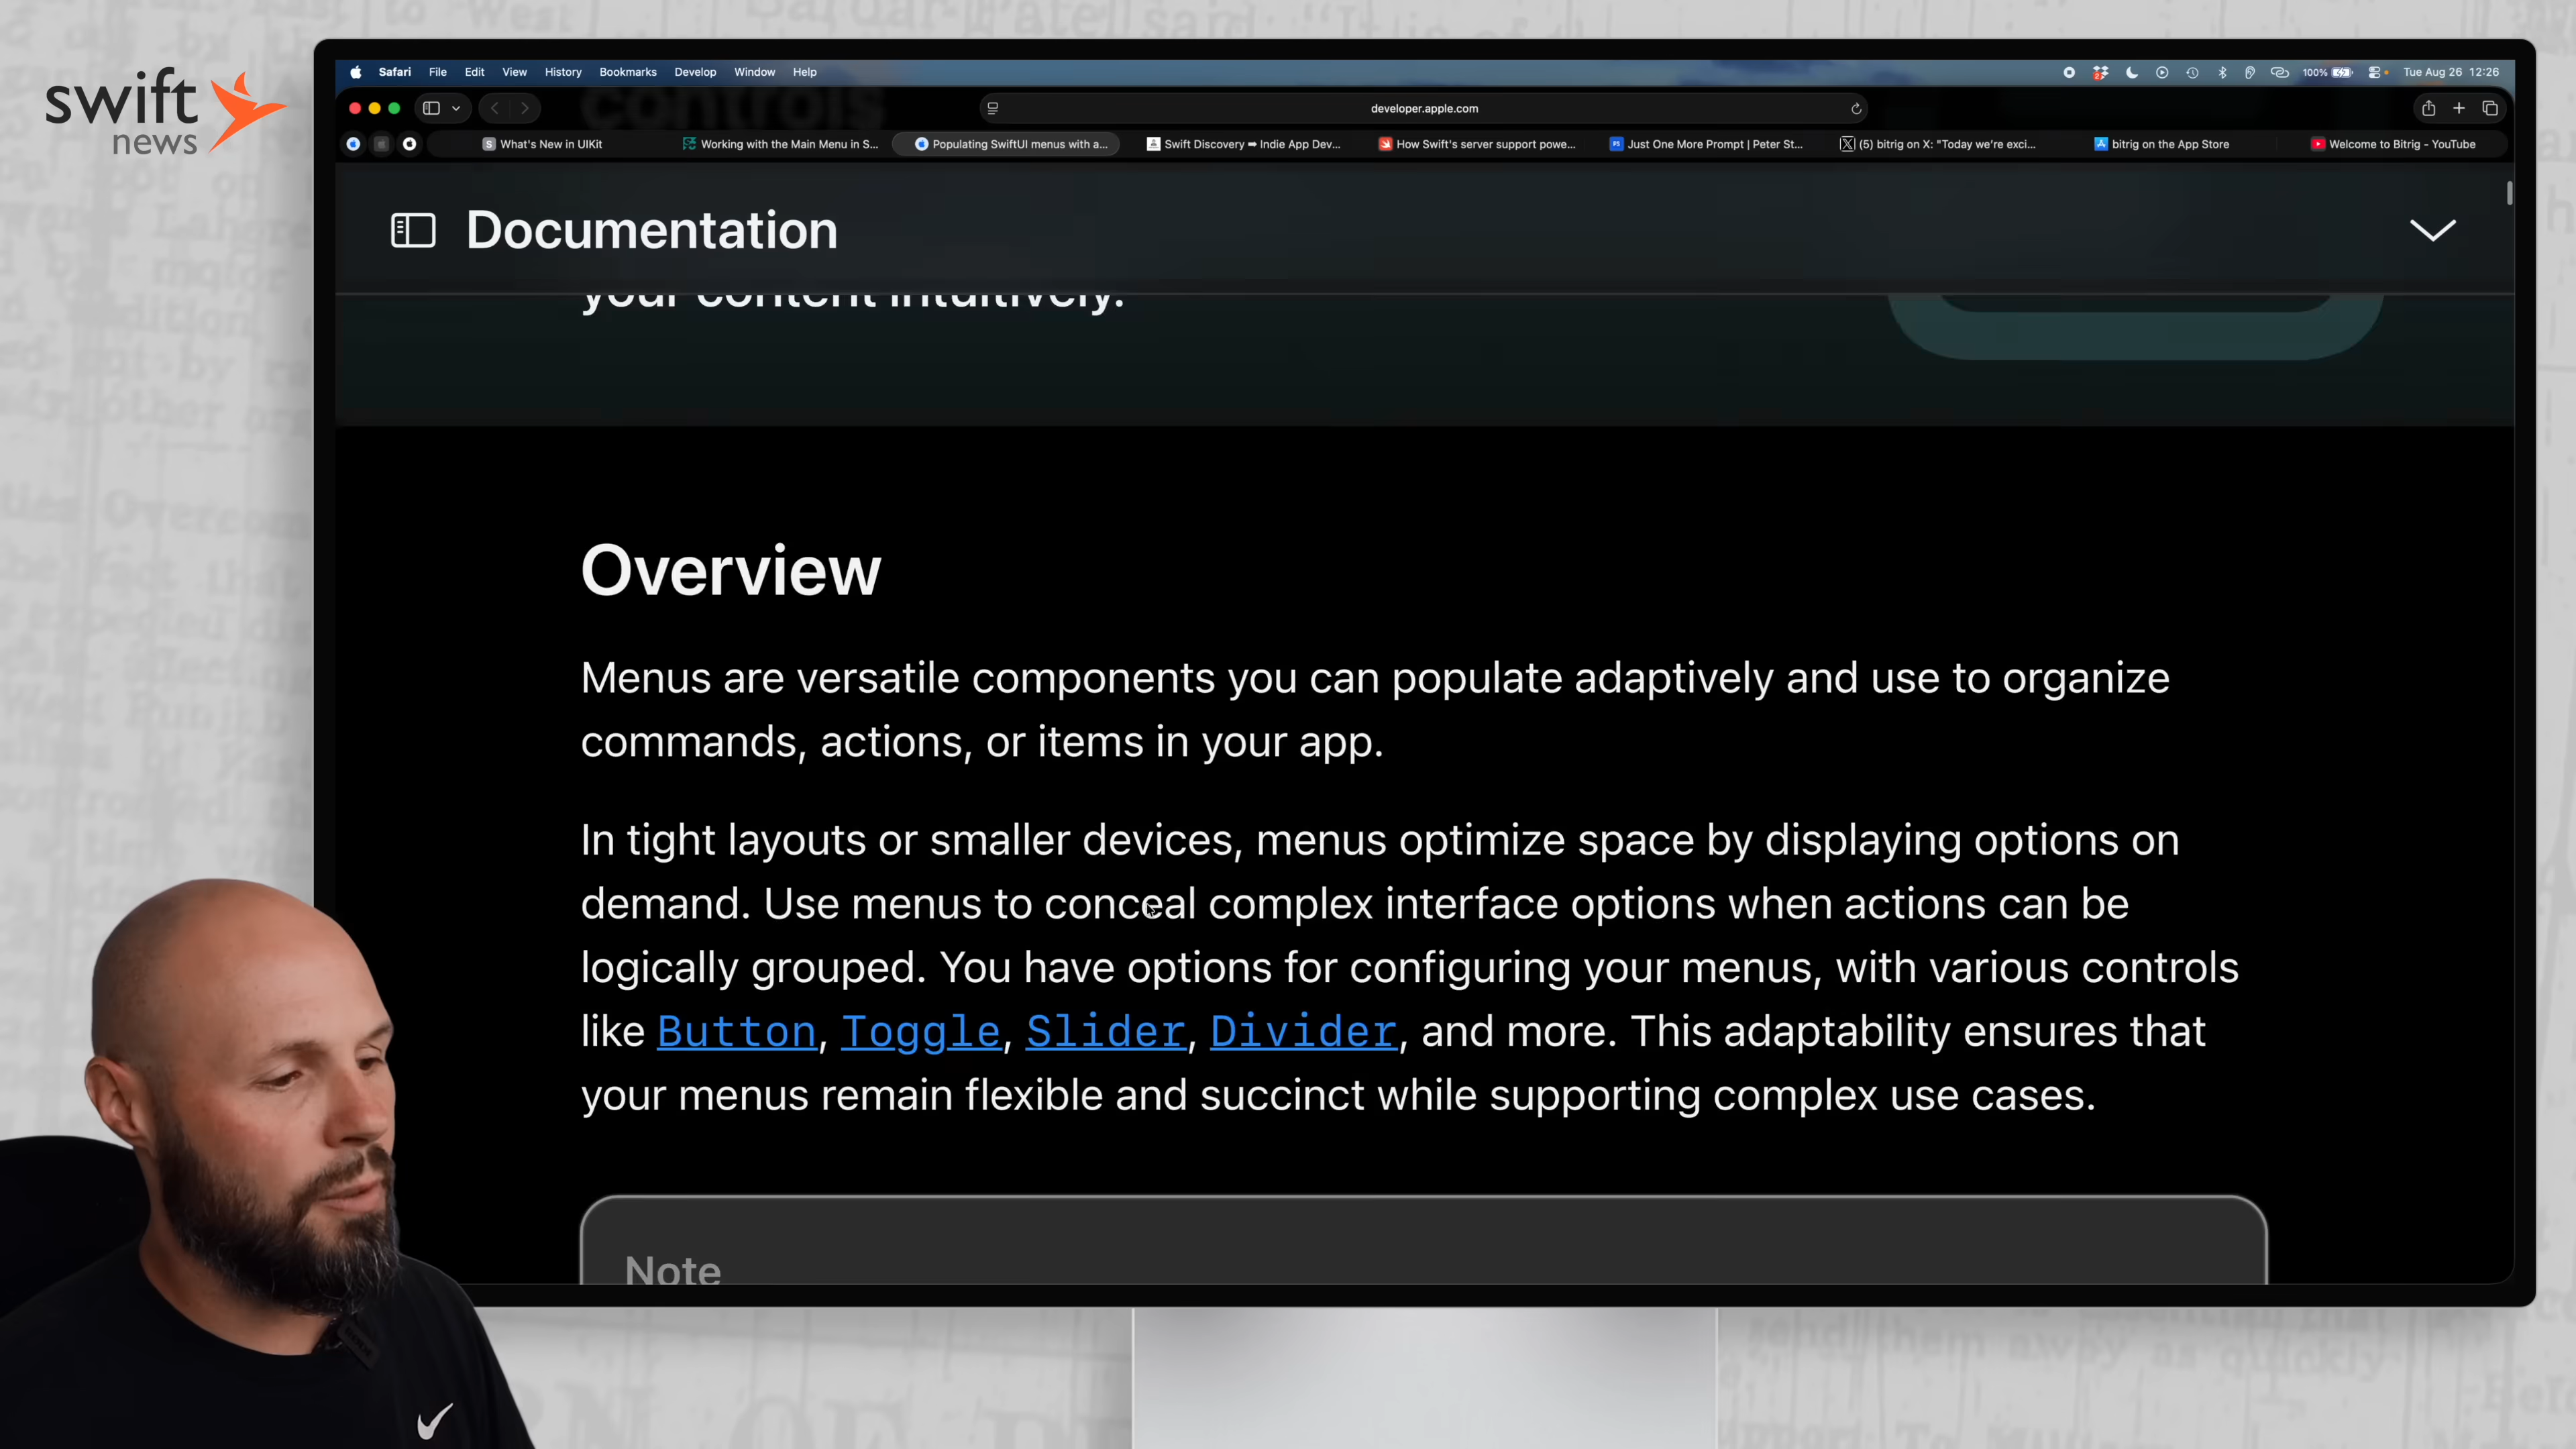 swift
news
Safari File Edit View History Bookmarks Develop Window Help
100% Tue Aug 26 12:26
controls
developer.apple.com
What's New in UIKit
Working with the Main Menu in S...
Populating SwiftUI menus with a...
Swift Discovery ➡ Indie App Dev...
How Swift's server support powe...
Just One More Prompt | Peter St...
(5) bitrig on X: "Today we're exci...
bitrig on the App Store
Welcome to Bitrig - YouTube
Documentation
your content intuitively.
Overview
Menus are versatile components you can populate adaptively and use to organize
commands, actions, or items in your app.
In tight layouts or smaller devices, menus optimize space by displaying options on
demand. Use menus to conceal complex interface options when actions can be
logically grouped. You have options for configuring your menus, with various controls
like Button, Toggle, Slider, Divider, and more. This adaptability ensures that
your menus remain flexible and succinct while supporting complex use cases.
Note